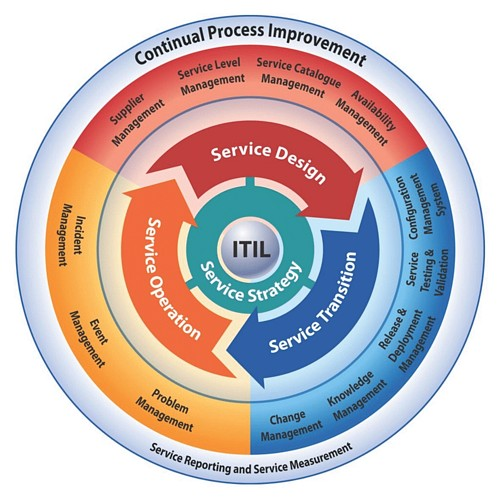 Continual Process Improvement
Supplier
Management
Service Level
Management
Service Catalogue
Management
Availability
Management
Configuration
Management
System
Service
Testing &
Validation
Release &
Deployment
Management
Knowledge
Management
Change
Management
Problem
Management
Event
Management
Incident
Management
Service Design
Service Transition
Service Operation
ITIL
Service Strategy
Service Reporting and Service Measurement